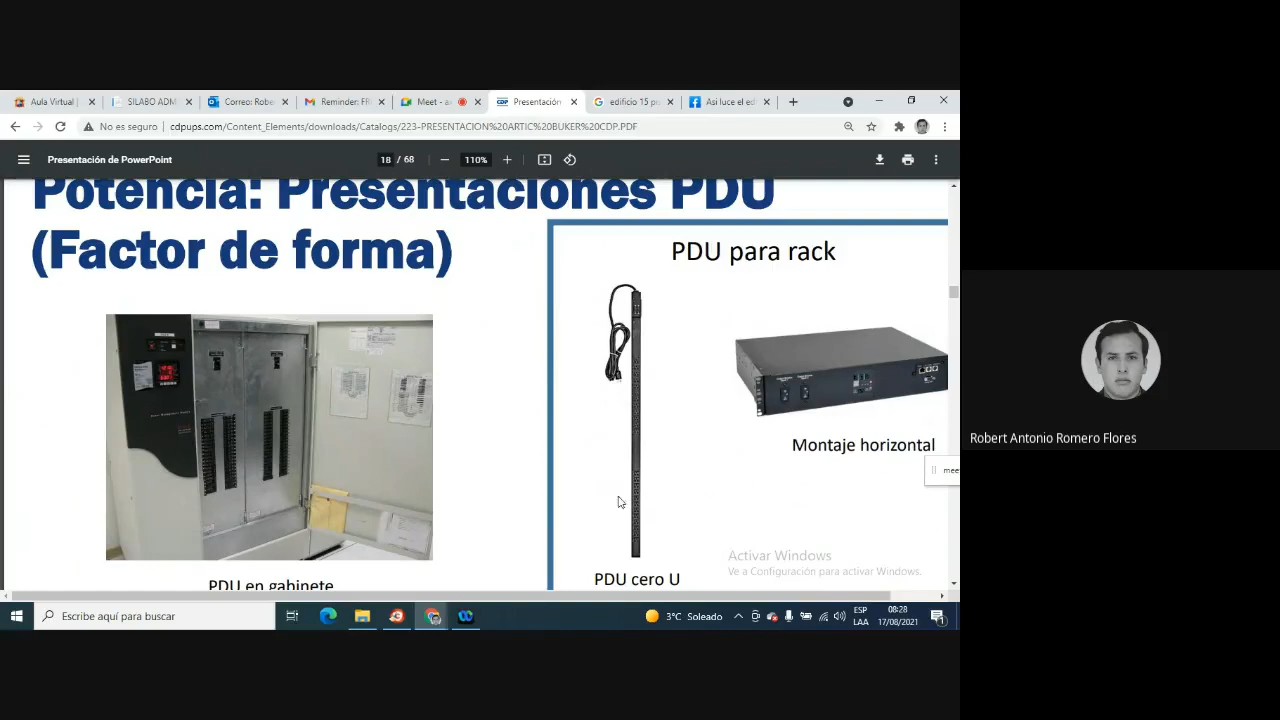 Aula Virtual
SILABO ADM
Correo: Robe
Reminder: FR
Meet - a
Presentación
edificio 15 p
Asi luce el ed
No es seguro
cdpups.com/Content_Elements/downloads/Catalogs/223-PRESENTACION%20ARTIC%20BUKER%20CDP.PDF
Presentación de PowerPoint
18 / 68
110%
Potencia: Presentaciones PDU
(Factor de forma)
PDU para rack
Montaje horizontal
mee
Robert Antonio Romero Flores
Activar Windows
Ve a Configuración para activar Windows.
PDU cero U
PDU en gabinete
Escribe aquí para buscar
3°C Soleado
ESP
LAA
08:28
17/08/2021
1